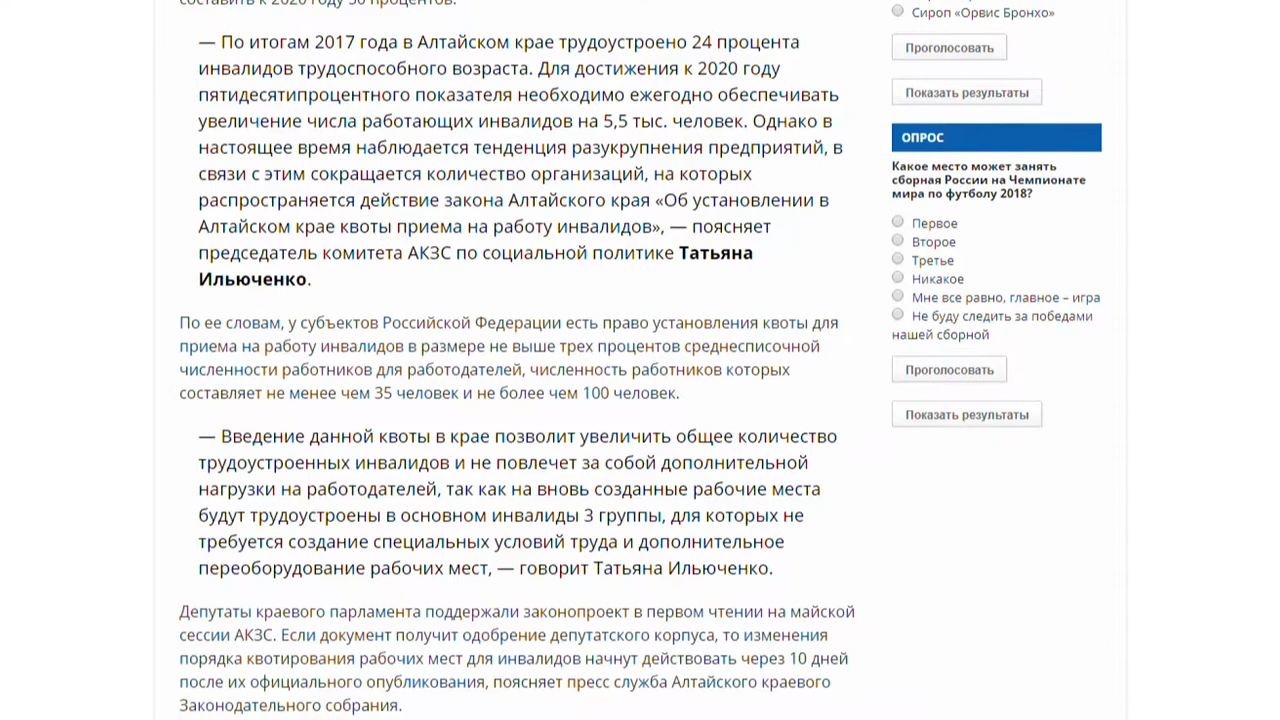 составить к 2020 году 50 процентов.
— По итогам 2017 года в Алтайском крае трудоустроено 24 процента
инвалидов трудоспособного возраста. Для достижения к 2020 году
пятидесятипроцентного показателя необходимо ежегодно обеспечивать
увеличение числа работающих инвалидов на 5,5 тыс. человек. Однако в
настоящее время наблюдается тенденция разукрупнения предприятий, в
связи с этим сокращается количество организаций, на которых
распространяется действие закона Алтайского края «Об установлении в
Алтайском крае квоты приема на работу инвалидов», — поясняет
председатель комитета АКЗС по социальной политике Татьяна
Ильюченко.
По ее словам, у субъектов Российской Федерации есть право установления квоты для
приема на работу инвалидов в размере не выше трех процентов среднесписочной
численности работников для работодателей, численность работников которых
составляет не менее чем 35 человек и не более чем 100 человек.
— Введение данной квоты в крае позволит увеличить общее количество
трудоустроенных инвалидов и не повлечет за собой дополнительной
нагрузки на работодателей, так как на вновь созданные рабочие места
будут трудоустроены в основном инвалиды 3 группы, для которых не
требуется создание специальных условий труда и дополнительное
переоборудование рабочих мест, — говорит Татьяна Ильюченко.
Депутаты краевого парламента поддержали законопроект в первом чтении на майской
сессии АКЗС. Если документ получит одобрение депутатского корпуса, то изменения
порядка квотирования рабочих мест для инвалидов начнут действовать через 10 дней
после их официального опубликования, поясняет пресс служба Алтайского краевого
Законодательного собрания.
Сироп «Орвис Бронхо»
Проголосовать
Показать результаты
ОПРОС
Какое место может занять
сборная России на Чемпионате
мира по футболу 2018?
Первое
Второе
Третье
Никакое
Мне все равно, главное – игра
Не буду следить за победами
нашей сборной
Проголосовать
Показать результаты